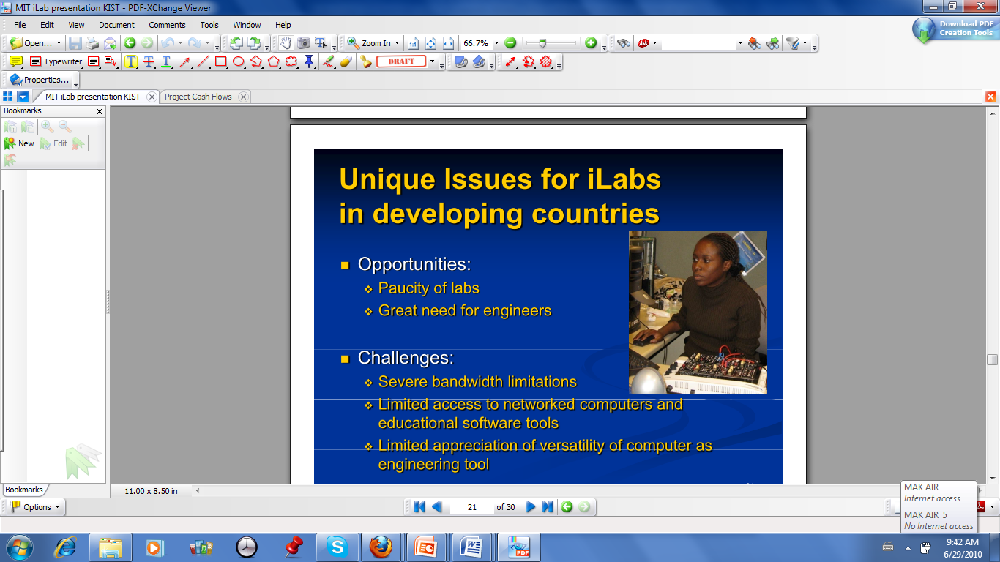 MIT iLab presentation KIST - PDF-XChange Viewer
File Edit View Document Comments Tools Window Help
Download PDF
Creation Tools
Open... Zoom In 66.7%
Typewriter DRAFT
Properties...
MIT iLab presentation KIST Project Cash Flows
Bookmarks
New Edit
Unique Issues for iLabs
in developing countries
Opportunities:
Paucity of labs
Great need for engineers
Challenges:
Severe bandwidth limitations
Limited access to networked computers and
educational software tools
Limited appreciation of versatility of computer as
engineering tool
Bookmarks
11.00 x 8.50 in
Options
21 of 30
MAK AIR
Internet access
MAK AIR 5
No Internet access
PDF
9:42 AM
6/29/2010